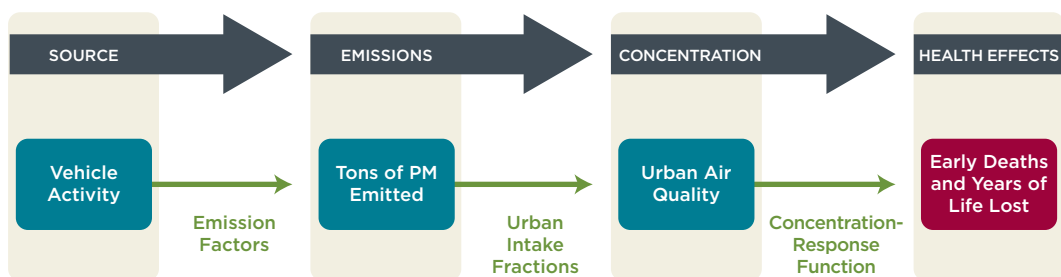 SOURCE
EMISSIONS
CONCENTRATION
HEALTH EFFECTS
Vehicle
Activity
Emission
Factors
Tons of PM
Emitted
Urban
Intake
Fractions
Urban Air
Quality
Concentration-
Response
Function
Early Deaths
and Years of
Life Lost